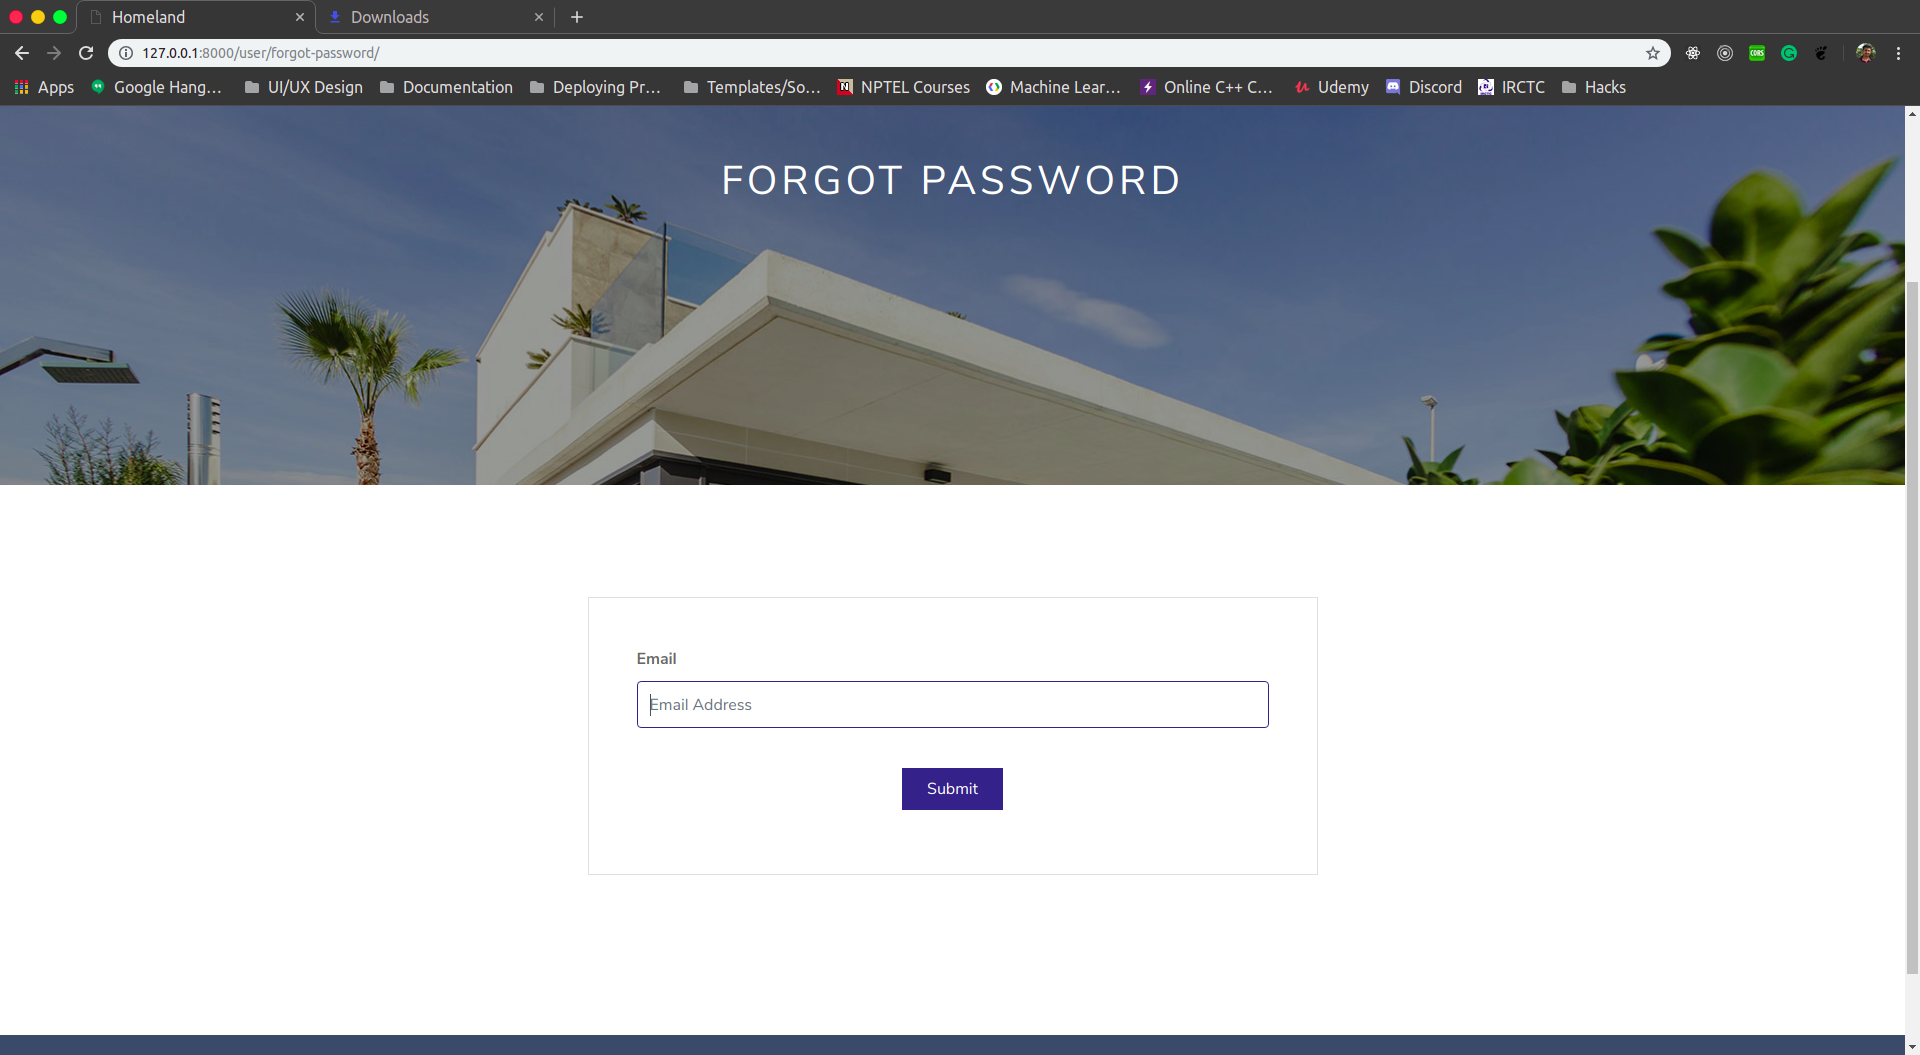 Homeland
Downloads
127.0.0.1:8000/user/forgot-password/
CORS
Apps
Google Hang...
UI/UX Design
Documentation
Deploying Pr...
Templates/So...
NPTEL Courses
Machine Lear...
Online C++ C...
Udemy
Discord
IRCTC
Hacks
FORGOT PASSWORD
Email
Email Address
Submit